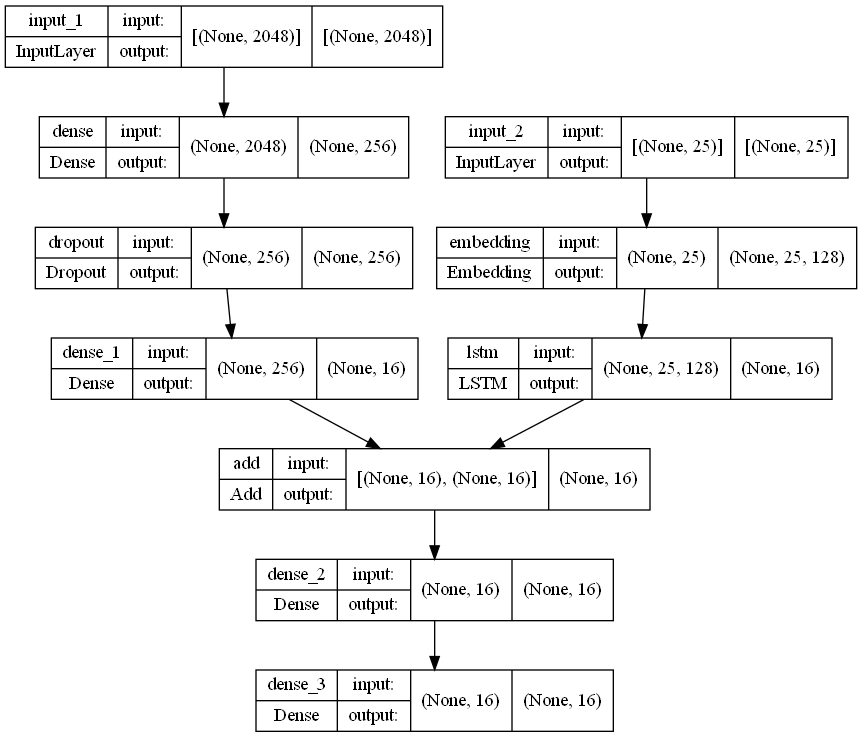 input_1 input: [(None, 2048)] [(None, 2048)]
InputLayer output:
dense input: (None, 2048) (None, 256)
Dense output:
input_2 input: [(None, 25)] [(None, 25)]
InputLayer output:
dropout input: (None, 256) (None, 256)
Dropout output:
embedding input: (None, 25) (None, 25, 128)
Embedding output:
dense_1 input: (None, 256) (None, 16)
Dense output:
lstm input: (None, 25, 128) (None, 16)
LSTM output:
add input: [(None, 16), (None, 16)] (None, 16)
Add output:
dense_2 input: (None, 16) (None, 16)
Dense output:
dense_3 input: (None, 16) (None, 16)
Dense output: